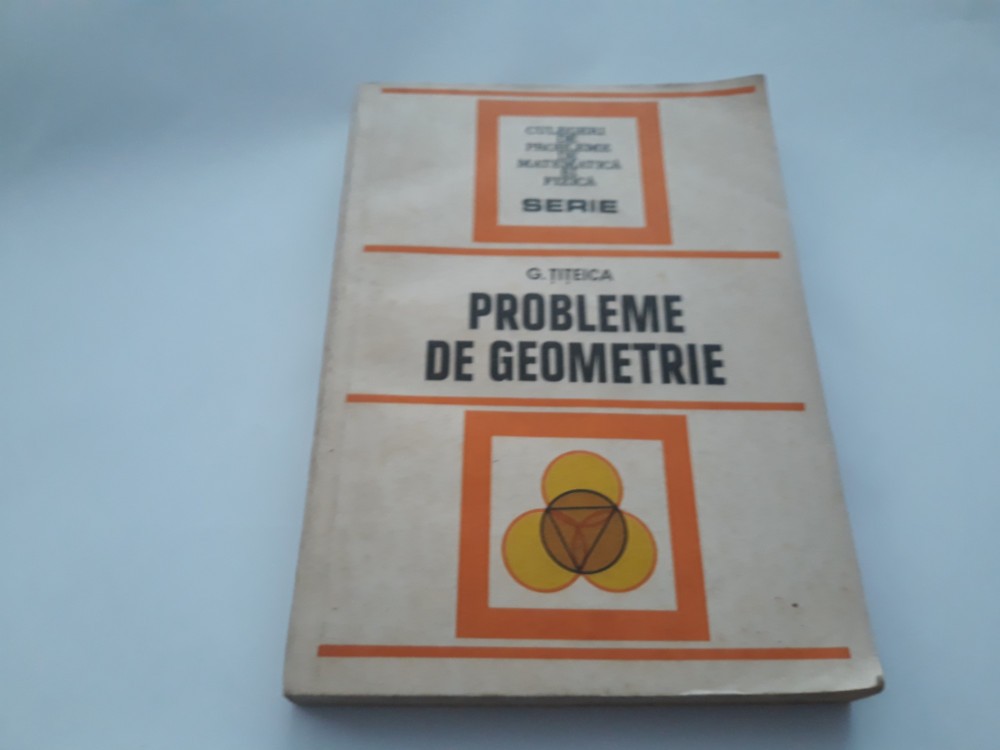 CULEGERI
DE
PROBLEME
DE
MATEMATICĂ
ȘI
FIZICĂ
SERIE
G. ȚIȚEICA
PROBLEME
DE GEOMETRIE